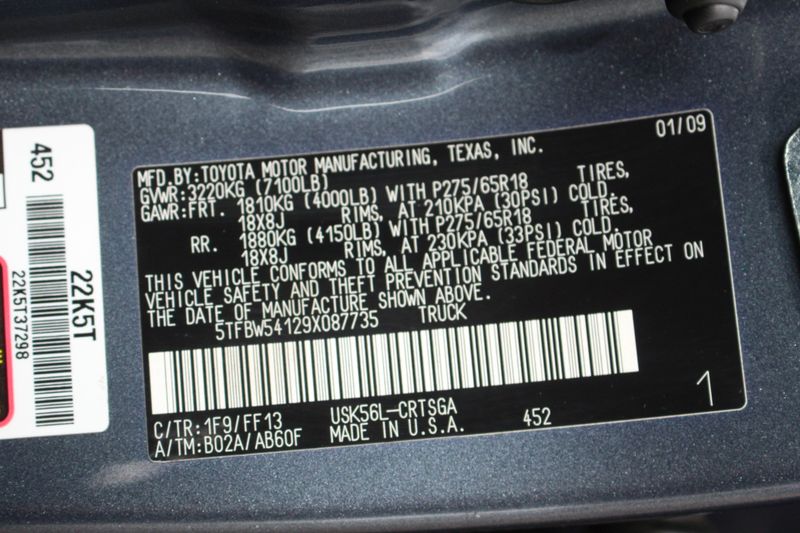 01/09
MFD.BY:TOYOTA MOTOR MANUFACTURING, TEXAS, INC.
GVWR:3220KG (7100LB)
GAWR:FRT. 1810KG (4000LB) WITH P275/65R18 TIRES,
18X8J RIMS, AT 210KPA (30PSI) COLD.
RR. 1880KG (4150LB) WITH P275/65R18 TIRES,
18X8J RIMS, AT 230KPA (33PSI) COLD.
THIS VEHICLE CONFORMS TO ALL APPLICABLE FEDERAL MOTOR
VEHICLE SAFETY AND THEFT PREVENTION STANDARDS IN EFFECT ON
THE DATE OF MANUFACTURE SHOWN ABOVE.
5TFBW54129X087735 TRUCK
C/TR:1F9/FF13 USK56L-CRTSGA 452
A/TM:B02A/AB60F MADE IN U.S.A.
1
452
22K5T
22K5T37298